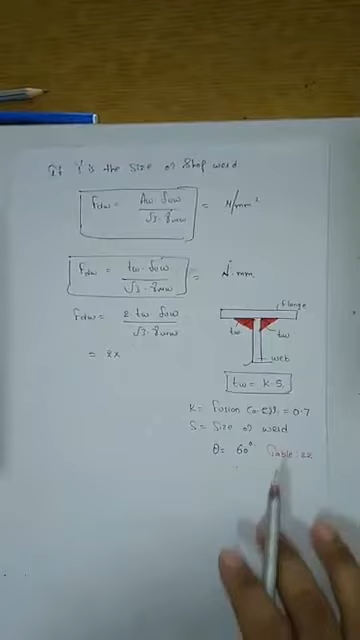 If 'S' is the Size of Shop weld
Fdw = Aw · fuw / √3 · γmw = N/mm²
Fdw = tw · fuw / √3 · γmw = N · mm
flange
Fdw = 2 · tw · fuw / √3 · γmw
tw tw
web
= 2x
tw = K·S
K = Fusion Co.eff. = 0.7
S = Size of weld
θ = 60° Table: 22